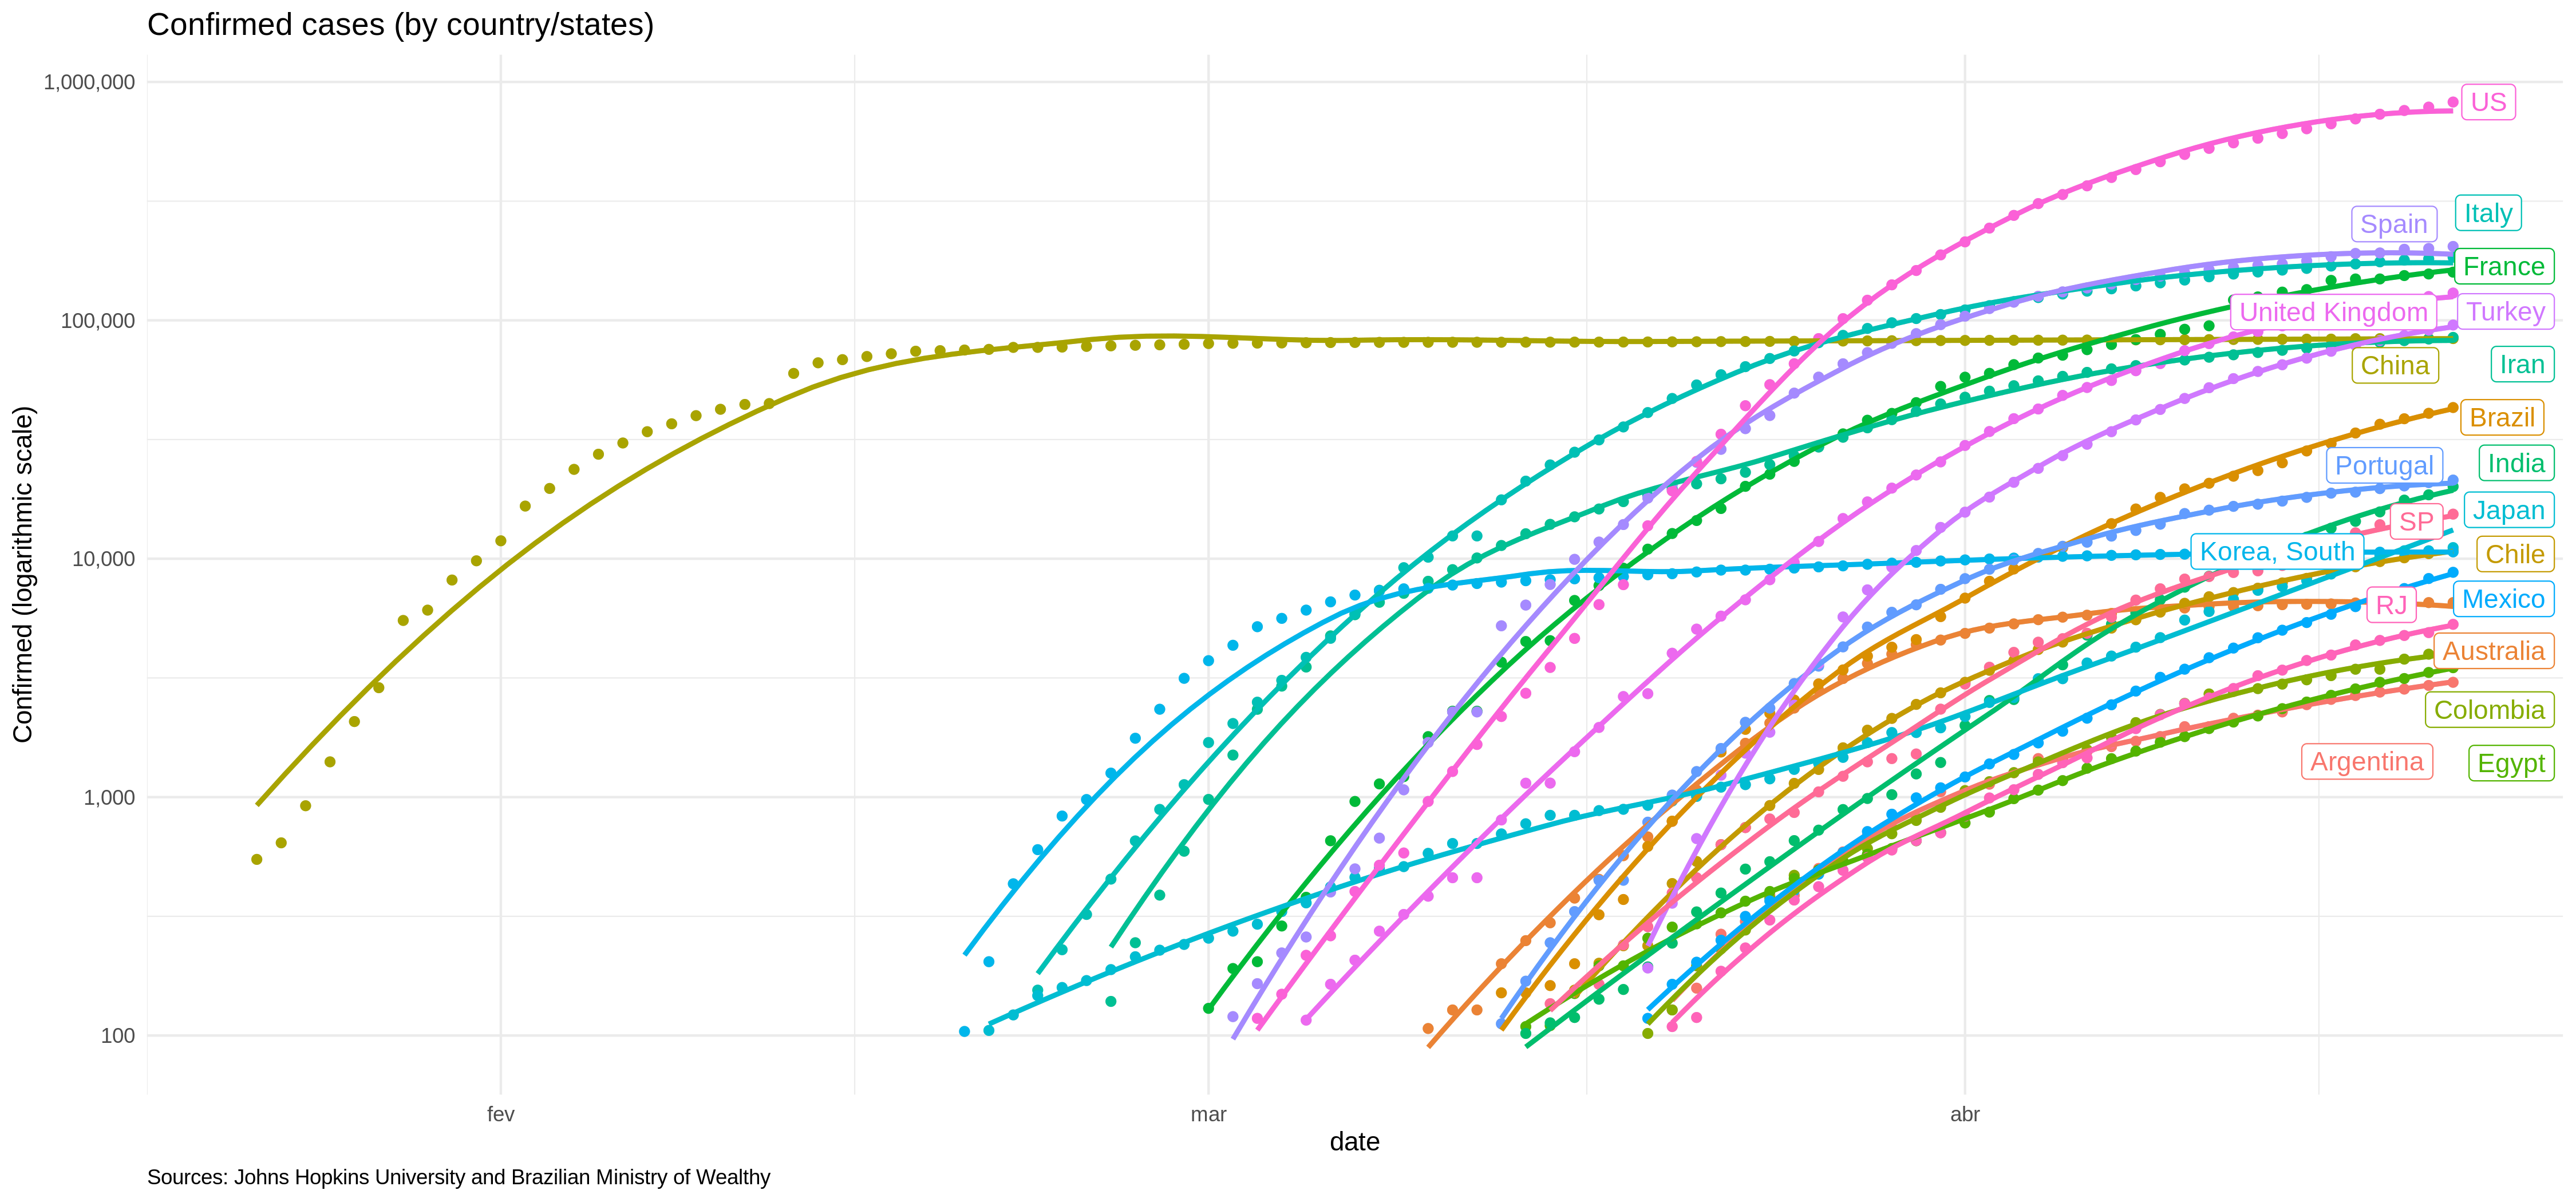 Confirmed cases (by country/states)
1,000,000
100,000
10,000
1,000
100
Confirmed (logarithmic scale)
US
Italy
Spain
France
United Kingdom
Turkey
China
Iran
Brazil
Portugal
India
SP
Japan
Korea, South
Chile
RJ
Mexico
Australia
Colombia
Argentina
Egypt
fev
mar
abr
date
Sources: Johns Hopkins University and Brazilian Ministry of Wealthy